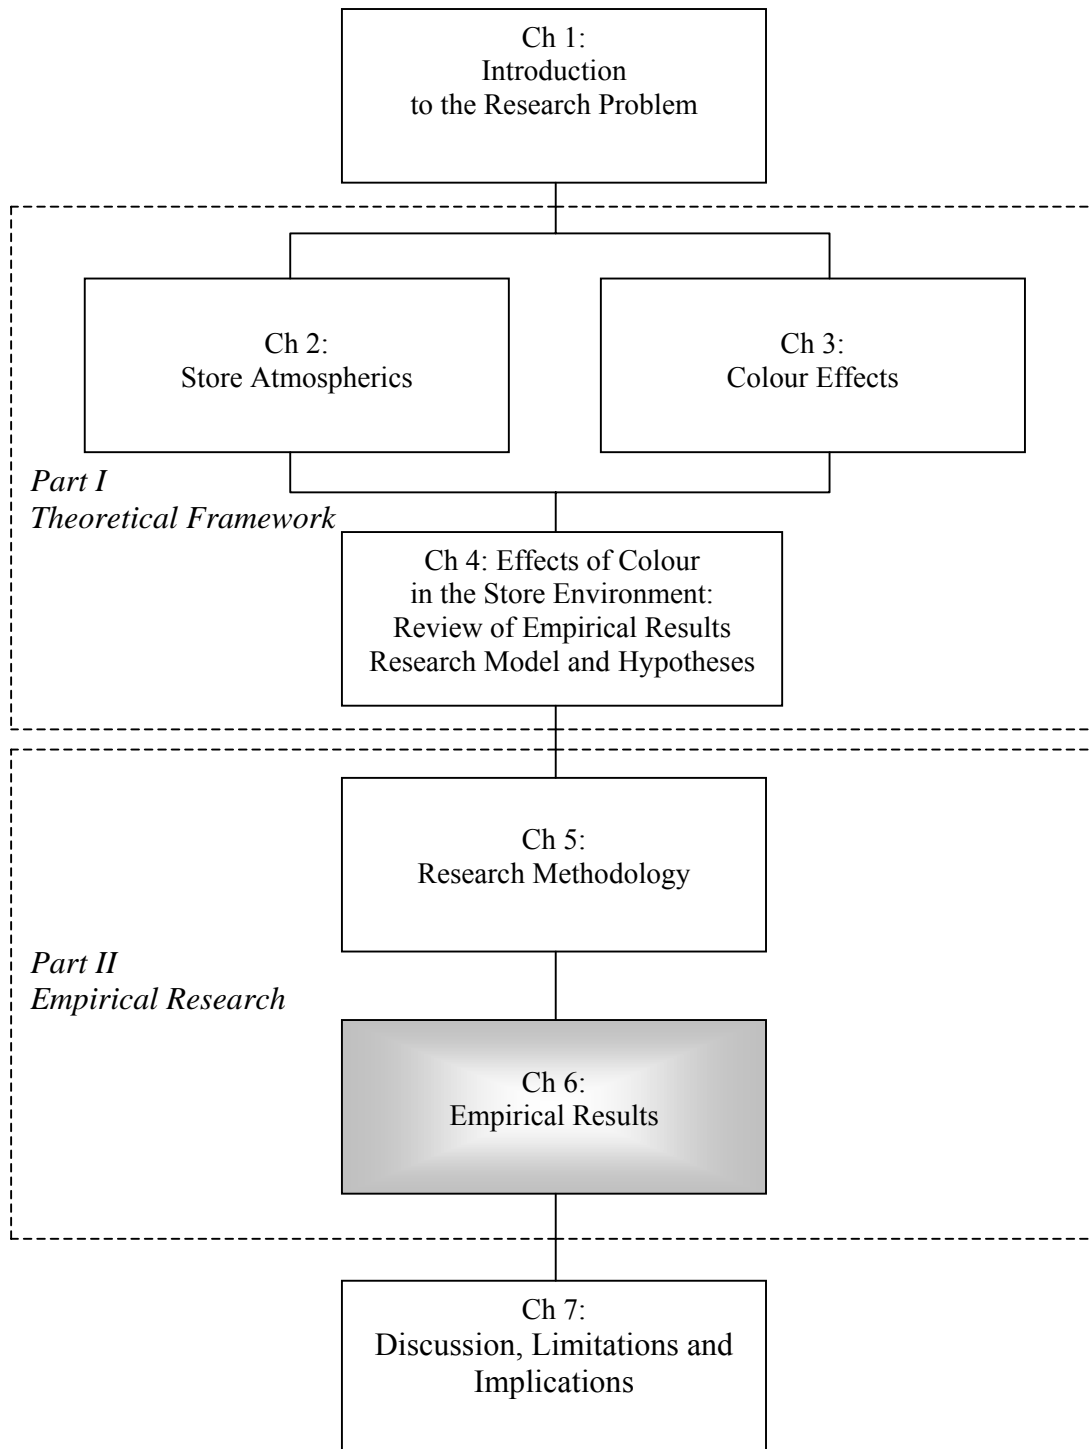 Ch 1:
Introduction
to the Research Problem
Ch 2:
Store Atmospherics
Ch 3:
Colour Effects
Part I
Theoretical Framework
Ch 4: Effects of Colour
in the Store Environment:
Review of Empirical Results
Research Model and Hypotheses
Ch 5:
Research Methodology
Part II
Empirical Research
Ch 6:
Empirical Results
Ch 7:
Discussion, Limitations and
Implications